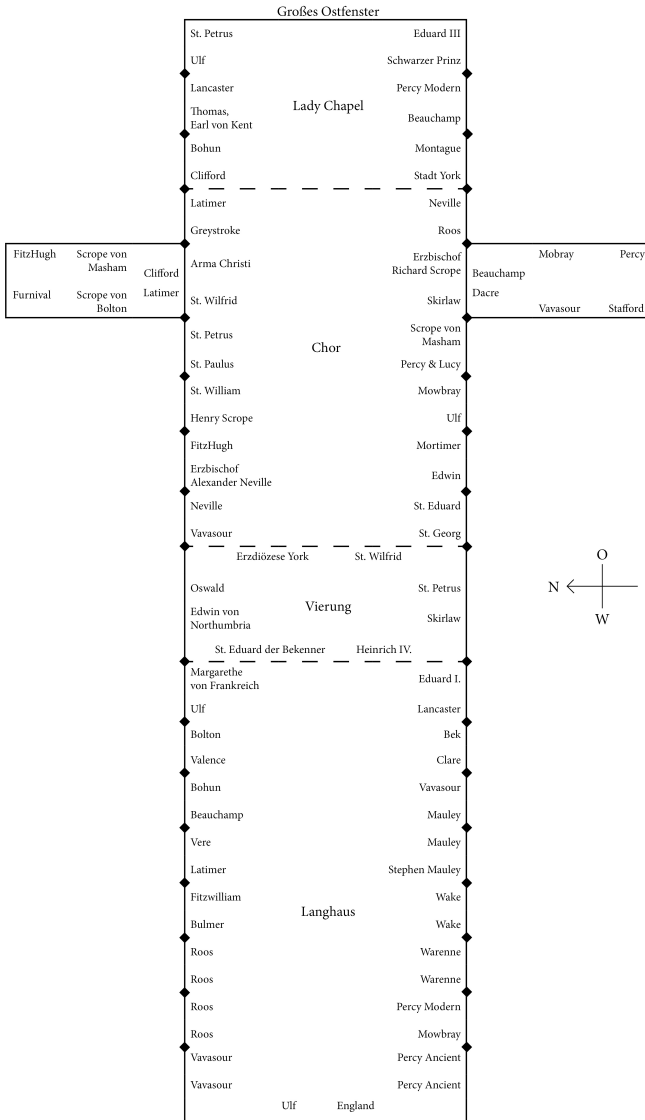 Großes Ostfenster
St. Petrus Eduard III
Ulf Schwarzer Prinz
Lancaster Percy Modern
Lady Chapel
Thomas,
Earl von Kent Beauchamp
Bohun Montague
Clifford Stadt York
Latimer Neville
Greystroke Roos
FitzHugh Scrope von
Masham
Clifford
Arma Christi Erzbischof
Richard Scrope
Mobray Percy
Beauchamp
Furnival Scrope von
Bolton
Latimer
St. Wilfrid Skirlaw
Dacre
Vavasour Stafford
St. Petrus Scrope von
Masham
Chor
St. Paulus Percy & Lucy
St. William Mowbray
Henry Scrope Ulf
FitzHugh Mortimer
Erzbischof
Alexander Neville Edwin
Neville St. Eduard
Vavasour St. Georg
Erzdiözese York St. Wilfrid
O
N
W
Oswald St. Petrus
Vierung
Edwin von
Northumbria Skirlaw
St. Eduard der Bekenner Heinrich IV.
Margarethe
von Frankreich Eduard I.
Ulf Lancaster
Bolton Bek
Valence Clare
Bohun Vavasour
Beauchamp Mauley
Vere Mauley
Latimer Stephen Mauley
Fitzwilliam Wake
Langhaus
Bulmer Wake
Roos Warenne
Roos Warenne
Roos Percy Modern
Roos Mowbray
Vavasour Percy Ancient
Vavasour Percy Ancient
Ulf England